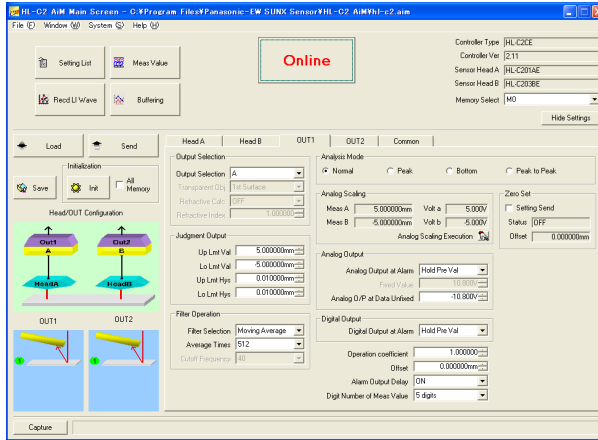 HL-C2 AiM Main Screen - C:¥Program Files¥Panasonic-EW SUNX Sensor¥HL-C2 AiM¥hl-c2.aim
File (F) Window (W) System (S) Help (H)
Setting List
Meas Value
Recd LI Wave
Buffering
Online
Controller Type HL-C2CE
Controller Ver 2.11
Sensor Head A HL-C201AE
Sensor Head B HL-C203BE
Memory Select M0
Hide Settings
Load
Send
Initialization
Save
Init
All Memory
Head/OUT Configuration
Out1
A
Out2
B
HeadA
HeadB
OUT1
OUT2
1
1
Head A
Head B
OUT1
OUT2
Common
Output Selection
Output Selection A
Transparent Obj. 1st Surface
Refractive Calc. OFF
Refractive Index 1.000000
Judgment Output
Up Lmt Val 5.000000mm
Lo Lmt Val -5.000000mm
Up Lmt Hys 0.010000mm
Lo Lmt Hys 0.010000mm
Filter Operation
Filter Selection Moving Average
Average Times 512
Cutoff Frequency 40
Analysis Mode
Normal
Peak
Bottom
Peak to Peak
Analog Scaling
Meas A 5.000000mm Volt a 5.000V
Meas B -5.000000mm Volt b -5.000V
Analog Scaling Execution
Zero Set
Setting Send
Status OFF
Offset 0.000000mm
Analog Output
Analog Output at Alarm Hold Pre Val
Fixed Value 10.800V
Analog O/P at Data Unfixed -10.800V
Digital Output
Digital Output at Alarm Hold Pre Val
Operation coefficient 1.000000
Offset 0.000000mm
Alarm Output Delay ON
Digit Number of Meas Value 5 digits
Capture